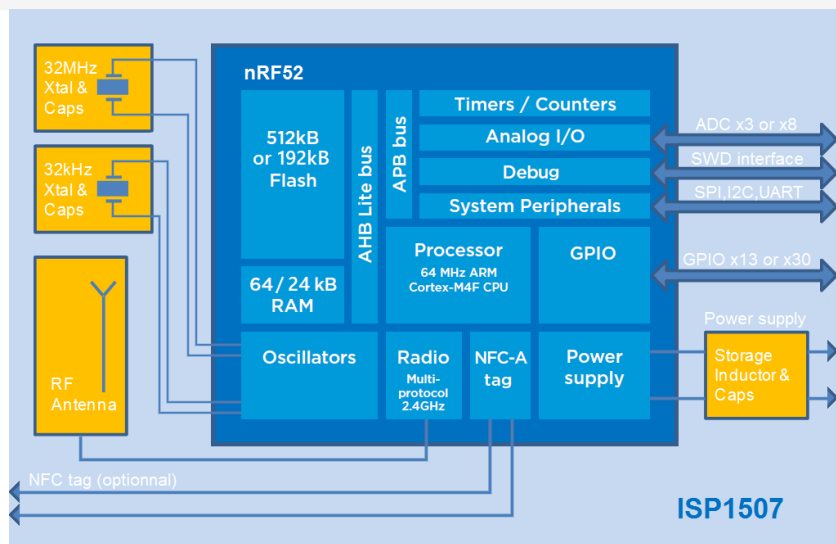 32MHz
Xtal &
Caps
32kHz
Xtal &
Caps
RF
Antenna
nRF52
512kB
or 192kB
Flash
64 / 24 kB
RAM
AHB Lite bus
APB bus
Timers / Counters
Analog I/O
Debug
System Peripherals
Processor
64 MHz ARM
Cortex-M4F CPU
GPIO
Oscillators
Radio
Multi-
protocol
2.4GHz
NFC-A
tag
Power
supply
ADC x3 or x8
SWD interface
SPI,I2C,UART
GPIO x13 or x30
Power supply
Storage
Inductor &
Caps
NFC tag (optionnal)
ISP1507